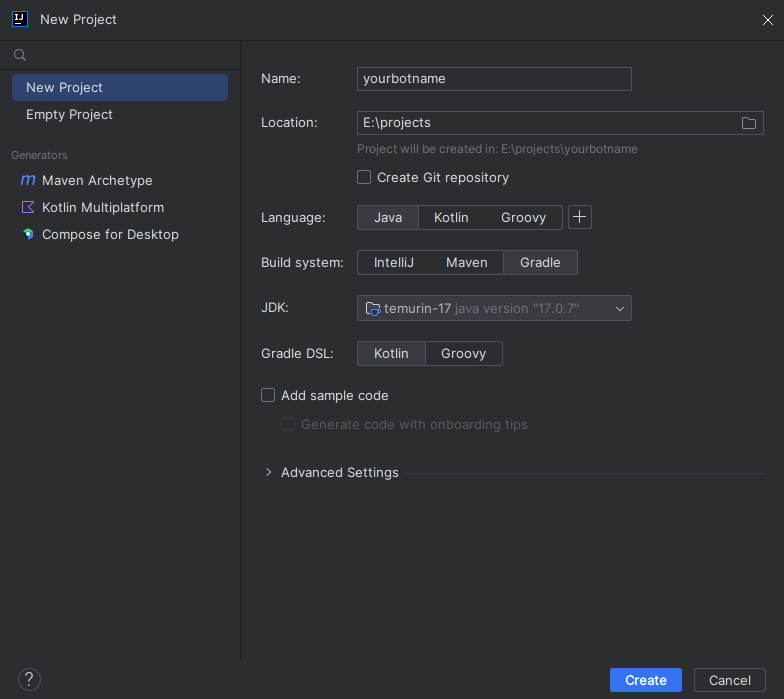 New Project
New Project
Empty Project
Generators
Maven Archetype
Kotlin Multiplatform
Compose for Desktop
Name: yourbotname
Location: E:\projects
Project will be created in: E:\projects\yourbotname
Create Git repository
Language: Java Kotlin Groovy
Build system: IntelliJ Maven Gradle
JDK: temurin-17 java version "17.0.7"
Gradle DSL: Kotlin Groovy
Add sample code
Generate code with onboarding tips
Advanced Settings
? Create Cancel